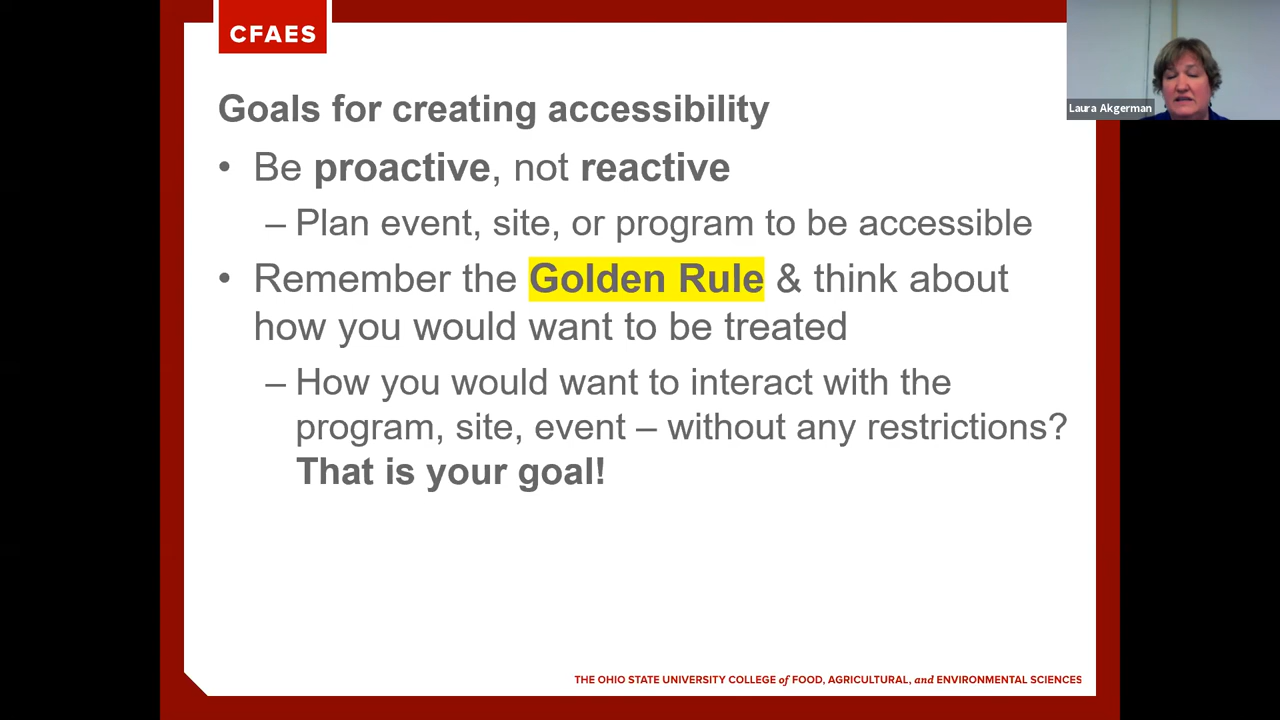 CFAES
Laura Akgerman
Goals for creating accessibility
• Be proactive, not reactive
– Plan event, site, or program to be accessible
• Remember the Golden Rule & think about
how you would want to be treated
– How you would want to interact with the
program, site, event – without any restrictions?
That is your goal!
THE OHIO STATE UNIVERSITY COLLEGE of FOOD, AGRICULTURAL, and ENVIRONMENTAL SCIENCES